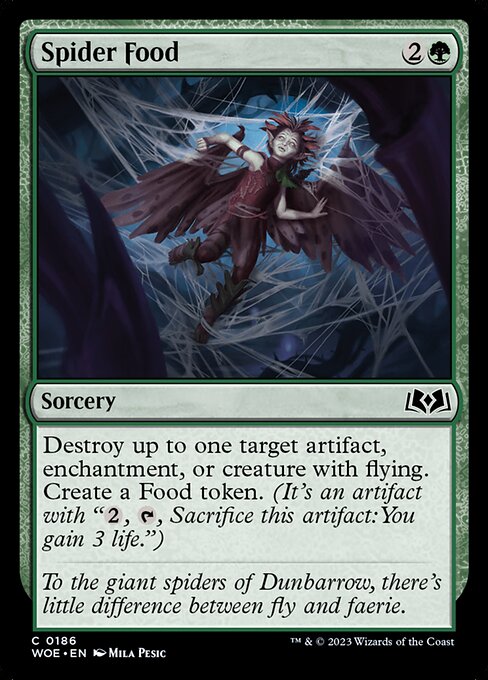 Spider Food 2
Sorcery
Destroy up to one target artifact,
enchantment, or creature with flying.
Create a Food token. (It's an artifact
with “2, , Sacrifice this artifact: You
gain 3 life.”)
To the giant spiders of Dunbarrow, there's
little difference between fly and faerie.
C 0186
WOE • EN MILA PESIC
™ & © 2023 Wizards of the Coast